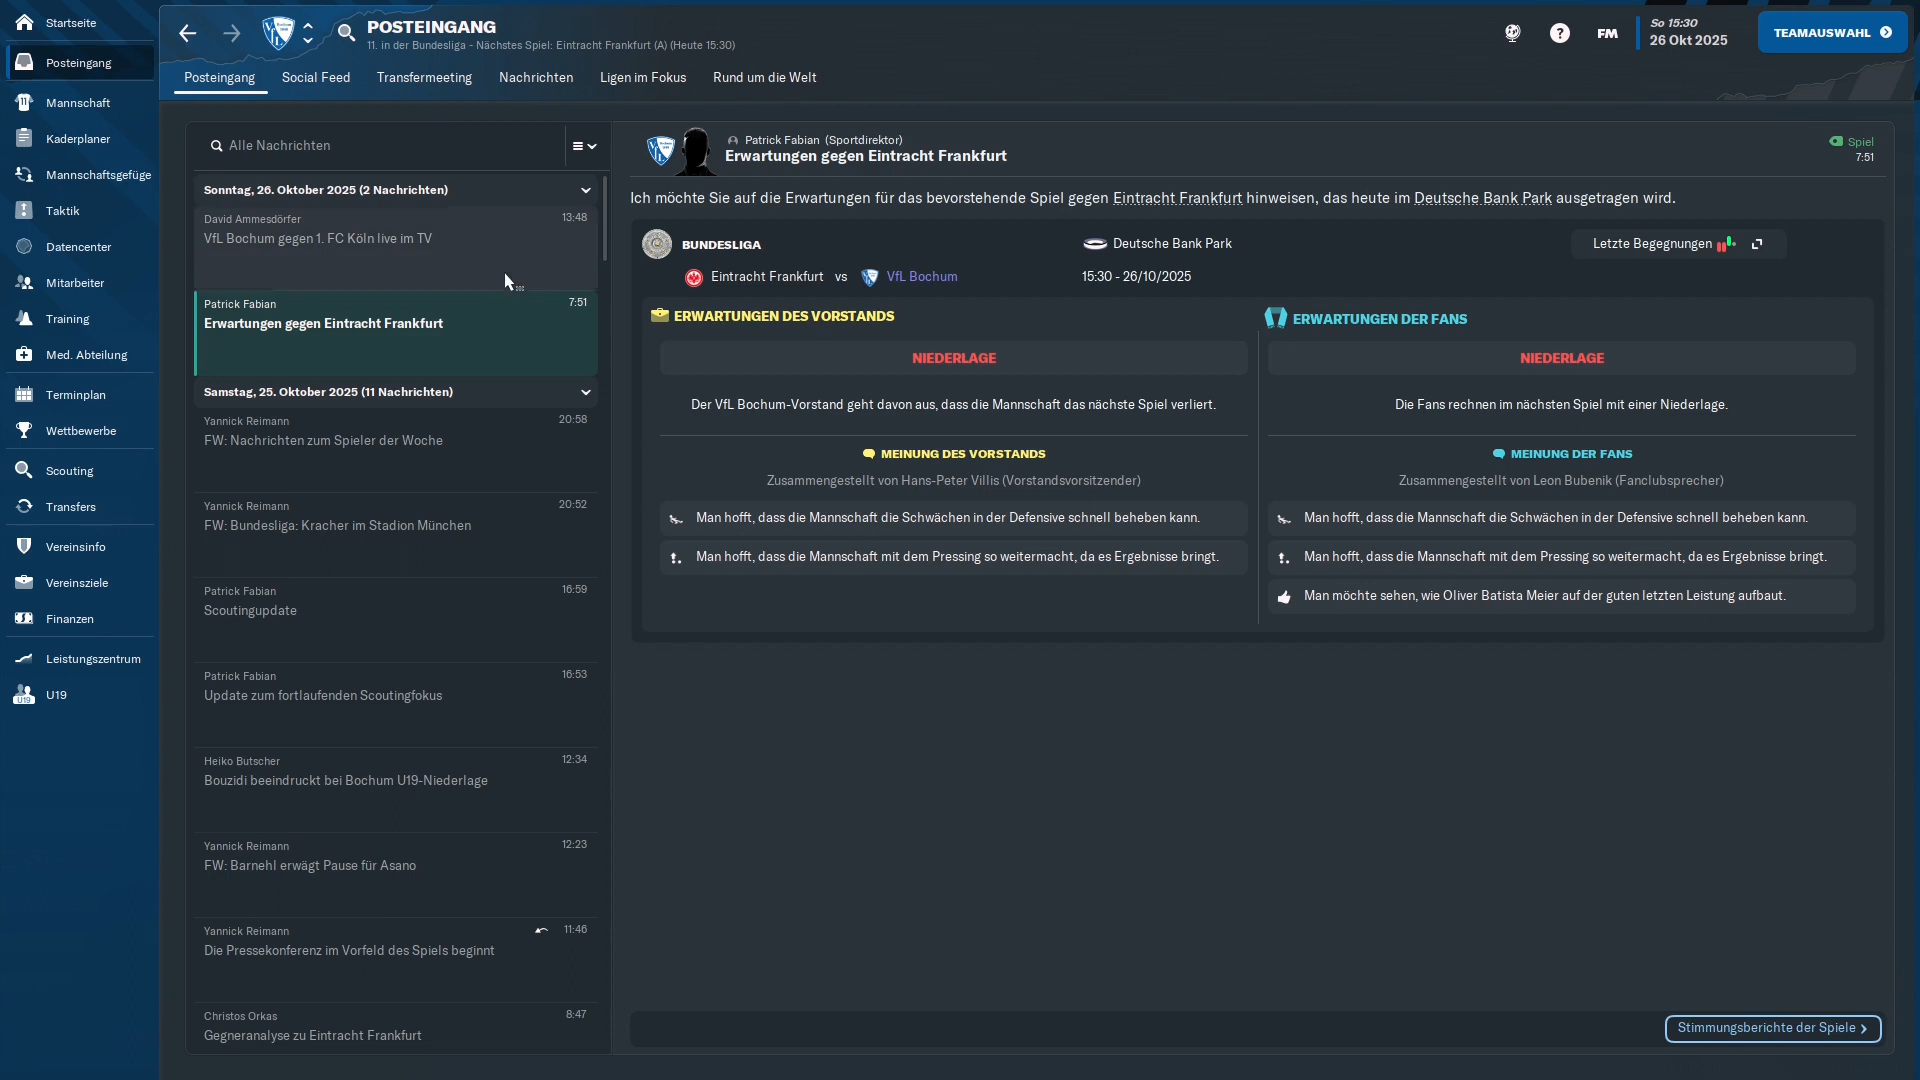 Startseite
Posteingang
Mannschaft
Kaderplaner
Mannschaftsgefüge
Taktik
Datencenter
Mitarbeiter
Training
Med. Abteilung
Terminplan
Wettbewerbe
Scouting
Transfers
Vereinsinfo
Vereinsziele
Finanzen
Leistungszentrum
U19
POSTEINGANG
11. in der Bundesliga - Nächstes Spiel: Eintracht Frankfurt (A) (Heute 15:30)
FM
So 15:30
26 Okt 2025
TEAMAUSWAHL
Posteingang Social Feed Transfermeeting Nachrichten Ligen im Fokus Rund um die Welt
Alle Nachrichten
Sonntag, 26. Oktober 2025 (2 Nachrichten)
David Ammesdörfer 13:48
VfL Bochum gegen 1. FC Köln live im TV
Patrick Fabian 7:51
Erwartungen gegen Eintracht Frankfurt
Samstag, 25. Oktober 2025 (11 Nachrichten)
Yannick Reimann 20:58
FW: Nachrichten zum Spieler der Woche
Yannick Reimann 20:52
FW: Bundesliga: Kracher im Stadion München
Patrick Fabian 16:59
Scoutingupdate
Patrick Fabian 16:53
Update zum fortlaufenden Scoutingfokus
Heiko Butscher 12:34
Bouzidi beeindruckt bei Bochum U19-Niederlage
Yannick Reimann 12:23
FW: Barnehl erwägt Pause für Asano
Yannick Reimann 11:46
Die Pressekonferenz im Vorfeld des Spiels beginnt
Christos Orkas 8:47
Gegneranalyse zu Eintracht Frankfurt
Patrick Fabian (Sportdirektor)
Erwartungen gegen Eintracht Frankfurt
Spiel
7:51
Ich möchte Sie auf die Erwartungen für das bevorstehende Spiel gegen Eintracht Frankfurt hinweisen, das heute im Deutsche Bank Park ausgetragen wird.
BUNDESLIGA
Deutsche Bank Park
Letzte Begegnungen
Eintracht Frankfurt vs VfL Bochum
15:30 - 26/10/2025
ERWARTUNGEN DES VORSTANDS
NIEDERLAGE
Der VfL Bochum-Vorstand geht davon aus, dass die Mannschaft das nächste Spiel verliert.
MEINUNG DES VORSTANDS
Zusammengestellt von Hans-Peter Villis (Vorstandsvorsitzender)
Man hofft, dass die Mannschaft die Schwächen in der Defensive schnell beheben kann.
Man hofft, dass die Mannschaft mit dem Pressing so weitermacht, da es Ergebnisse bringt.
ERWARTUNGEN DER FANS
NIEDERLAGE
Die Fans rechnen im nächsten Spiel mit einer Niederlage.
MEINUNG DER FANS
Zusammengestellt von Leon Bubenik (Fanclubsprecher)
Man hofft, dass die Mannschaft die Schwächen in der Defensive schnell beheben kann.
Man hofft, dass die Mannschaft mit dem Pressing so weitermacht, da es Ergebnisse bringt.
Man möchte sehen, wie Oliver Batista Meier auf der guten letzten Leistung aufbaut.
Stimmungsberichte der Spiele